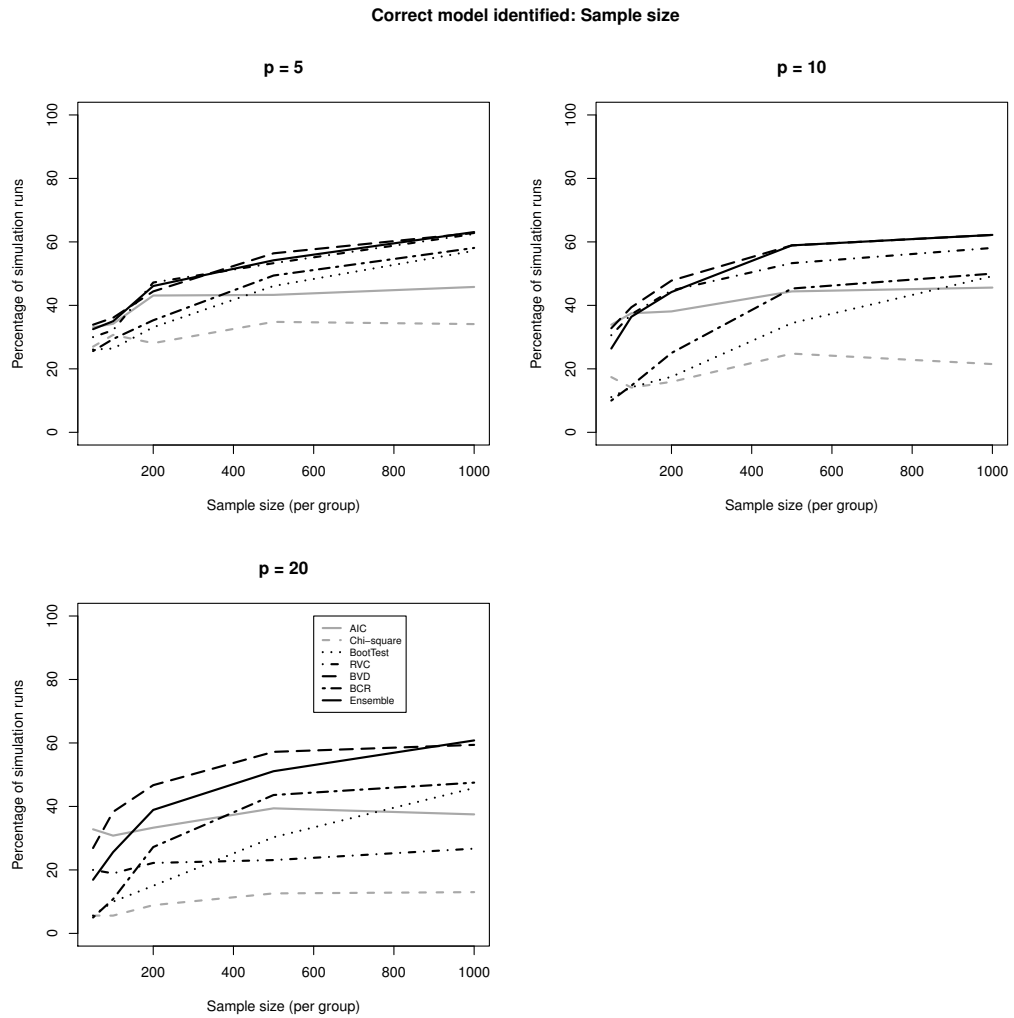 Correct model identified: Sample size
p = 5
Percentage of simulation runs
0
20
40
60
80
100
200
400
600
800
1000
Sample size (per group)
p = 10
Percentage of simulation runs
0
20
40
60
80
100
200
400
600
800
1000
Sample size (per group)
p = 20
Percentage of simulation runs
0
20
40
60
80
100
AIC
Chi−square
BootTest
RVC
BVD
BCR
Ensemble
200
400
600
800
1000
Sample size (per group)